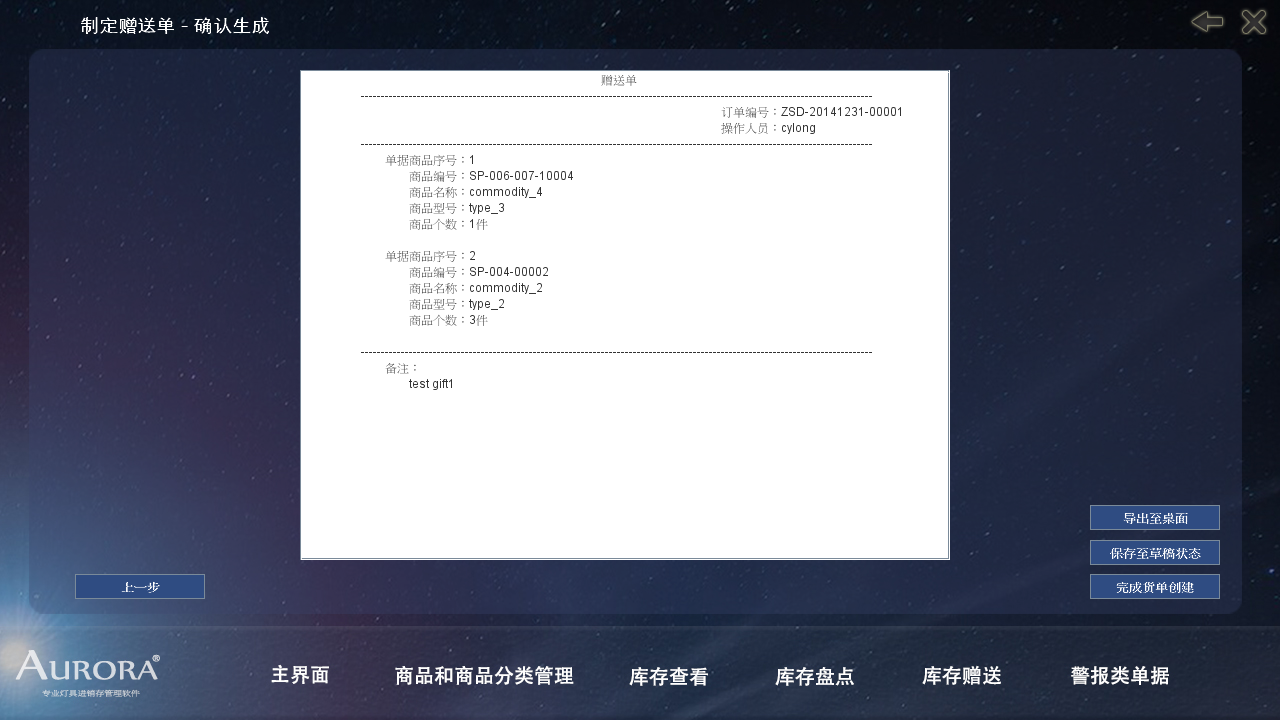 制定赠送单 - 确认生成
赠送单
--------------------------------------------------------------------------------------------------------------------------------
订单编号：ZSD-20141231-00001
操作人员：cylong
--------------------------------------------------------------------------------------------------------------------------------
单据商品序号：1
商品编号：SP-006-007-10004
商品名称：commodity_4
商品型号：type_3
商品个数：1件
单据商品序号：2
商品编号：SP-004-00002
商品名称：commodity_2
商品型号：type_2
商品个数：3件
--------------------------------------------------------------------------------------------------------------------------------
备注：
test gift1
导出至桌面
保存至草稿状态
上一步
完成货单创建
AURORA®
专业灯具进销存管理软件
主界面 商品和商品分类管理 库存查看 库存盘点 库存赠送 警报类单据